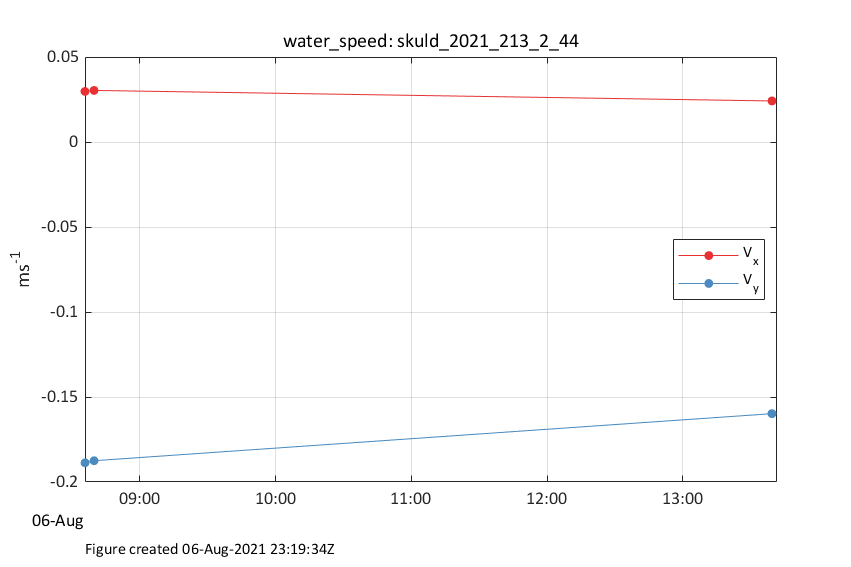 water_speed: skuld_2021_213_2_44
0.05
0
-0.05
-0.1
-0.15
-0.2
ms-1
Vx
Vy
09:00
10:00
11:00
12:00
13:00
06-Aug
Figure created 06-Aug-2021 23:19:34Z